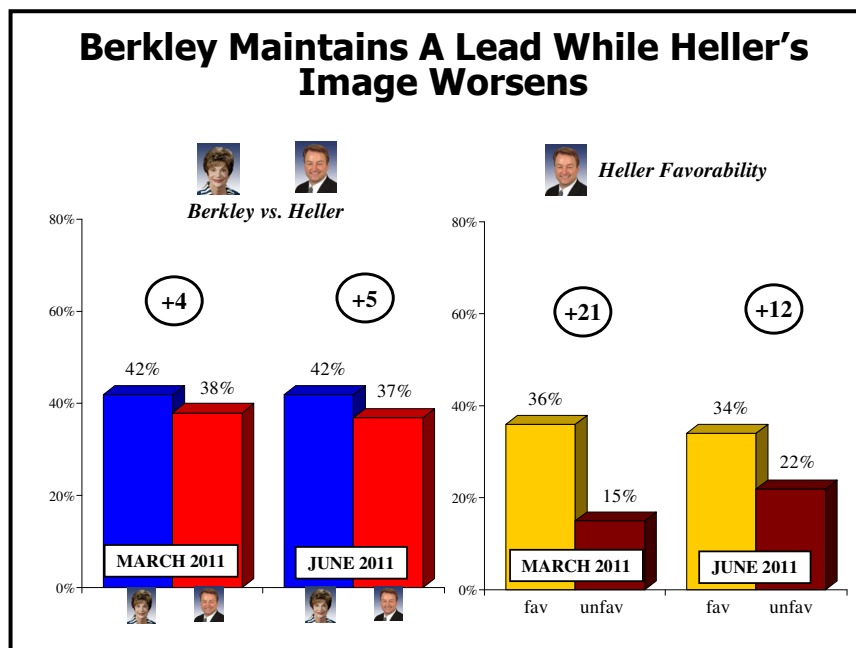 Berkley Maintains A Lead While Heller's
Image Worsens
Berkley vs. Heller
80%
60%
40%
20%
0%
+4
+5
42%
38%
42%
37%
MARCH 2011
JUNE 2011
Heller Favorability
80%
60%
40%
20%
0%
+21
+12
36%
15%
34%
22%
MARCH 2011
JUNE 2011
fav unfav fav unfav